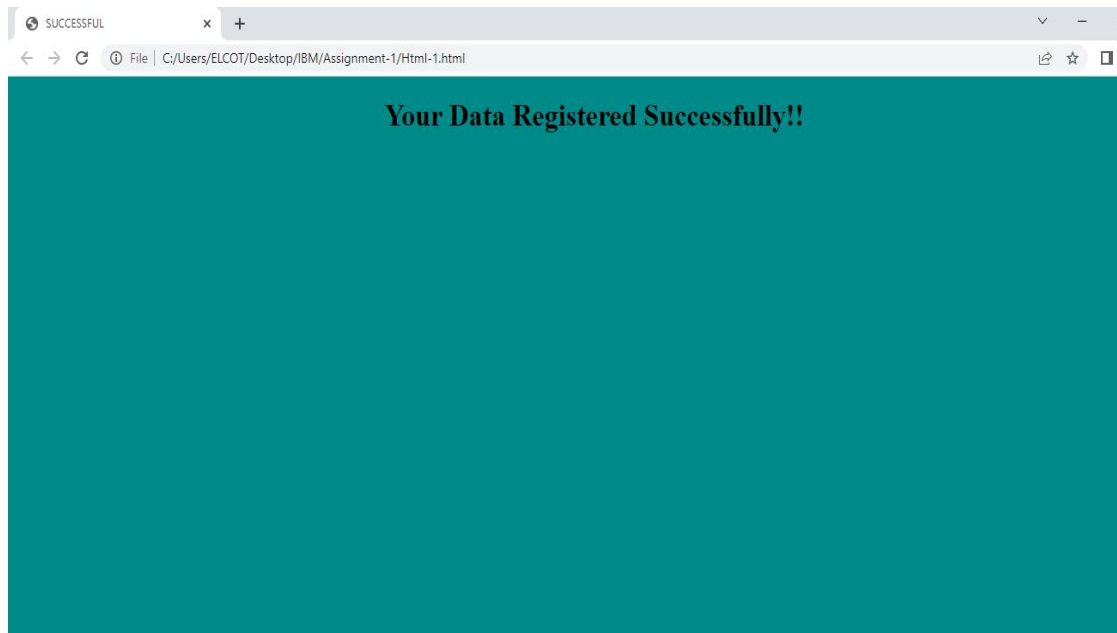 SUCCESSFUL
File C:/Users/ELCOT/Desktop/IBM/Assignment-1/Html-1.html
Your Data Registered Successfully!!